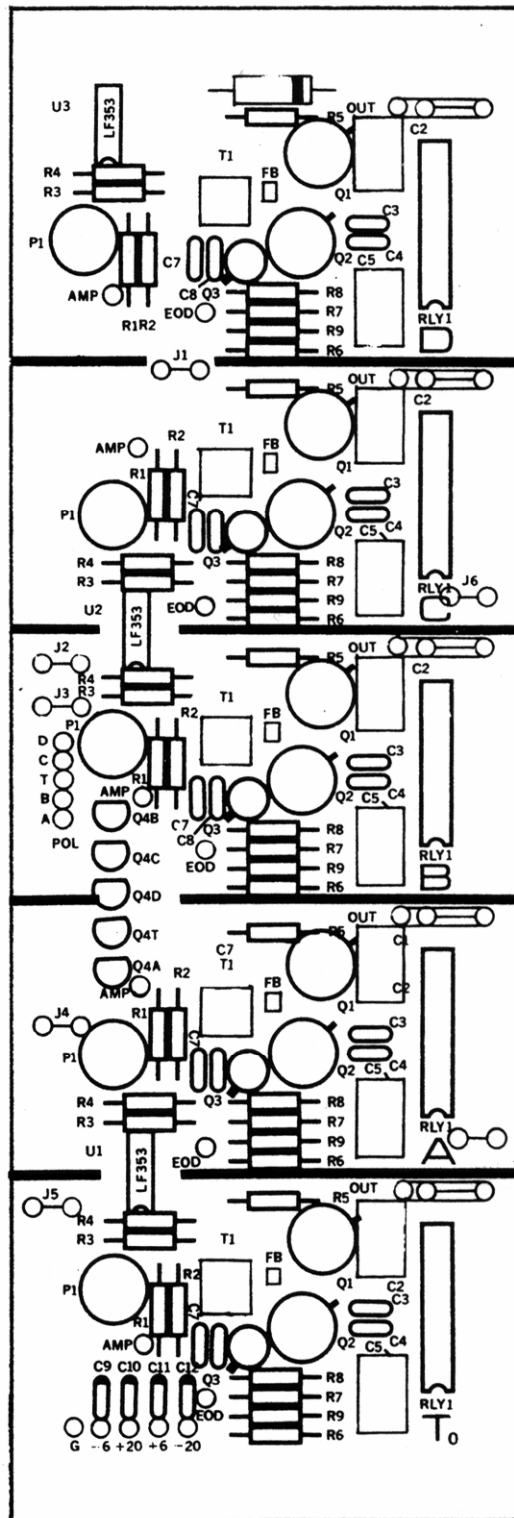 OUT
U3
LF353
R5
C2
T1
FB
R4
R3
Q1
P1
C3
C7
Q2
C5
C4
C8
Q3
R8
AMP
EOD
R7
RLY1
R1
R2
R9
D
R6
J1
OUT
R5
C2
R2
T1
AMP
FB
Q1
R1
C7
C3
P1
Q2
C5
C4
R4
Q3
R8
R3
R7
RLY1
J6
U2
EOD
R9
C
LF353
R6
OUT
J2
R5
C2
R4
R3
T1
J3
P1
R2
FB
Q1
D
C
C3
T
AMP
R1
Q2
B
C5
C4
A
Q4B
C7
Q3
R8
C8
POL
Q4C
R7
RLY1
EOD
R9
B
Q4D
R6
OUT
Q4T
R5
C1
C7
T1
Q4A
R2
AMP
FB
C2
Q1
J4
R1
C7
C3
P1
Q2
C5
C4
R4
Q3
R8
R3
R7
RLY1
U1
EOD
R9
A
LF353
R6
J5
OUT
R5
R4
R3
T1
R2
FB
P1
Q1
C2
R1
C7
C3
AMP
Q2
C5
C4
C9
C10
C11
C12
Q3
R8
R7
RLY1
EOD
R9
T
O
R6
G
-6
+20
+6
-20